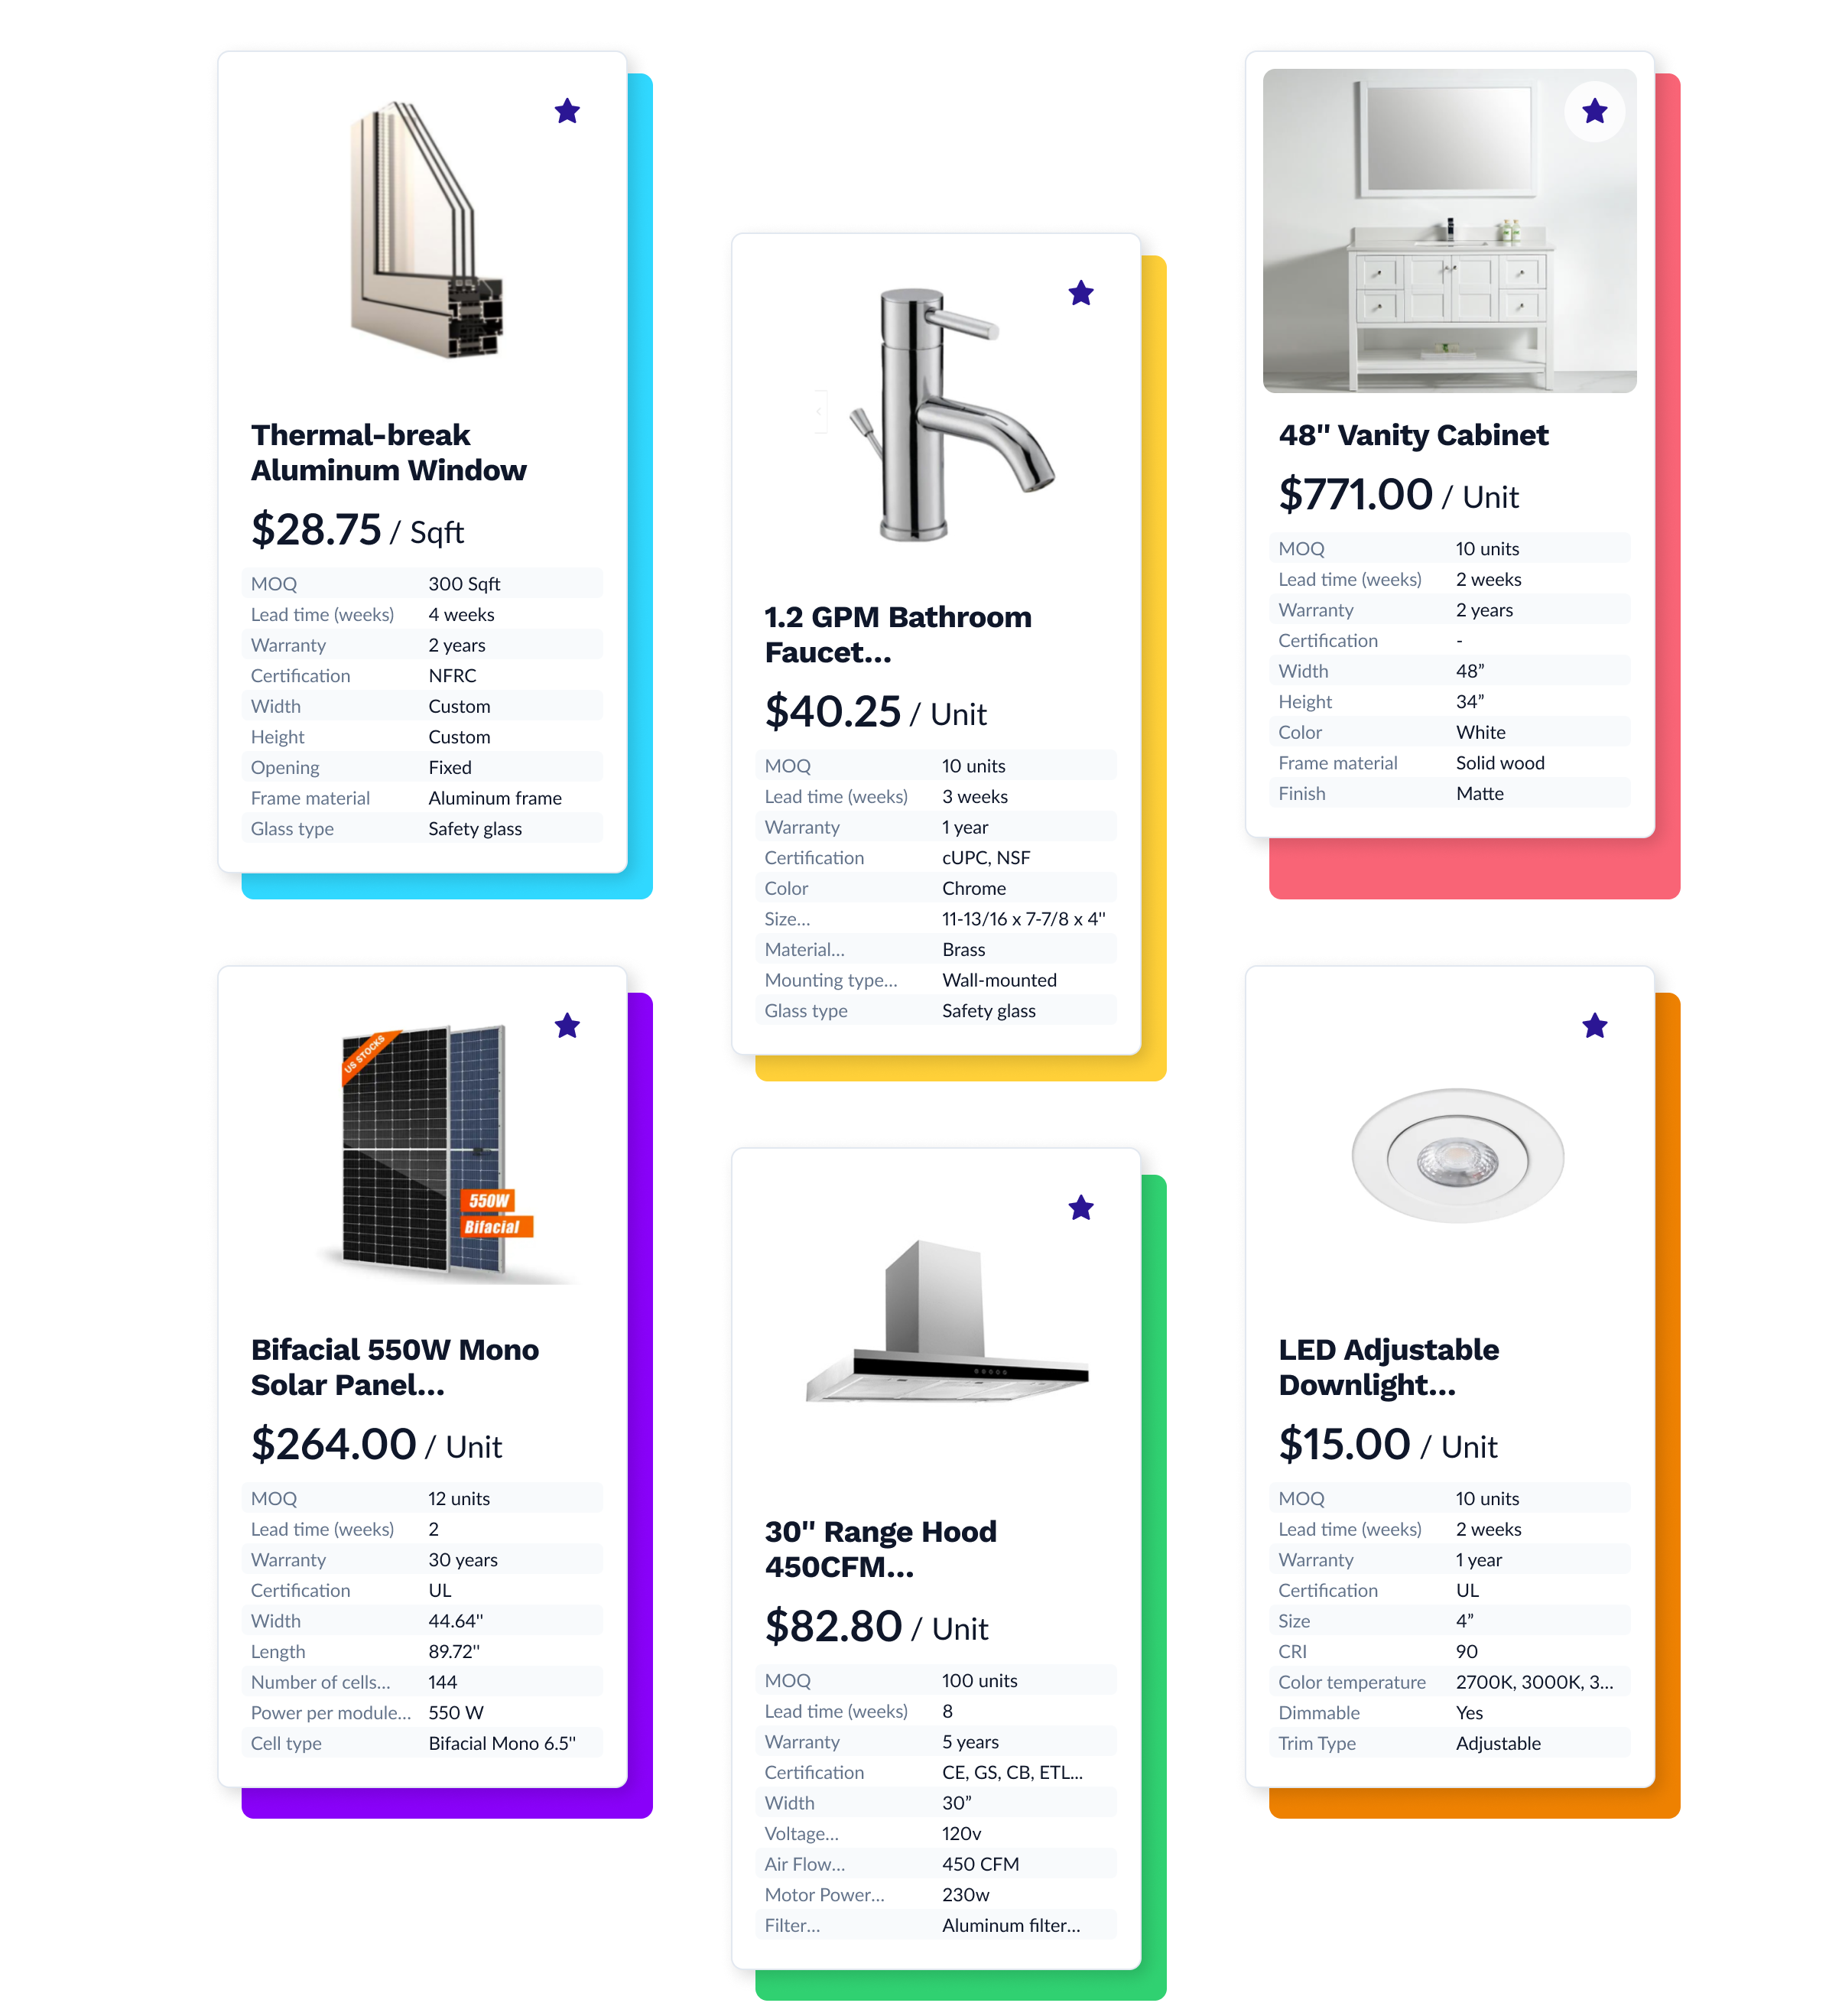 Thermal-break
Aluminum Window
$28.75 / Sqft
MOQ 300 Sqft
Lead time (weeks) 4 weeks
Warranty 2 years
Certification NFRC
Width Custom
Height Custom
Opening Fixed
Frame material Aluminum frame
Glass type Safety glass
1.2 GPM Bathroom
Faucet...
$40.25 / Unit
MOQ 10 units
Lead time (weeks) 3 weeks
Warranty 1 year
Certification cUPC, NSF
Color Chrome
Size... 11-13/16 x 7-7/8 x 4"
Material... Brass
Mounting type... Wall-mounted
Glass type Safety glass
48" Vanity Cabinet
$771.00 / Unit
MOQ 10 units
Lead time (weeks) 2 weeks
Warranty 2 years
Certification -
Width 48”
Height 34”
Color White
Frame material Solid wood
Finish Matte
US STOCKS
550W
Bifacial
Bifacial 550W Mono
Solar Panel...
$264.00 / Unit
MOQ 12 units
Lead time (weeks) 2
Warranty 30 years
Certification UL
Width 44.64"
Length 89.72"
Number of cells... 144
Power per module... 550 W
Cell type Bifacial Mono 6.5"
30" Range Hood
450CFM...
$82.80 / Unit
MOQ 100 units
Lead time (weeks) 8
Warranty 5 years
Certification CE, GS, CB, ETL...
Width 30”
Voltage... 120v
Air Flow... 450 CFM
Motor Power... 230w
Filter... Aluminum filter...
LED Adjustable
Downlight...
$15.00 / Unit
MOQ 10 units
Lead time (weeks) 2 weeks
Warranty 1 year
Certification UL
Size 4”
CRI 90
Color temperature 2700K, 3000K, 3...
Dimmable Yes
Trim Type Adjustable